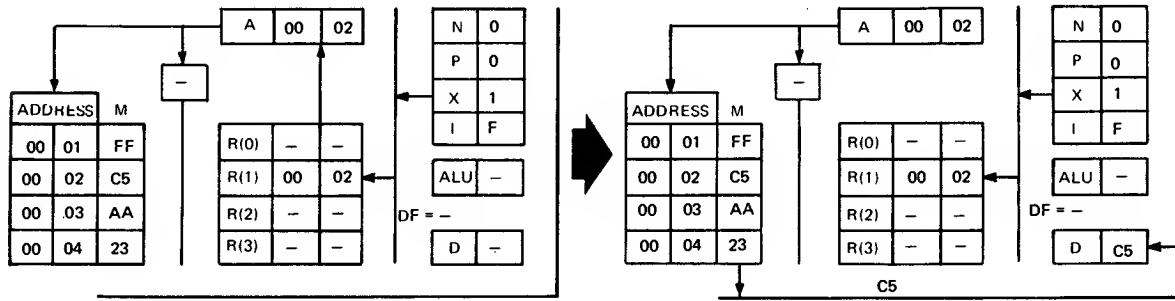 A 00 02
N 0
P 0
X 1
I F
ADDRESS M
00 01 FF
00 02 C5
00 03 AA
00 04 23
–
R(0) – –
R(1) 00 02
R(2) – –
R(3) – –
ALU –
DF = –
D –
A 00 02
N 0
P 0
X 1
I F
ADDRESS M
00 01 FF
00 02 C5
00 03 AA
00 04 23
–
R(0) – –
R(1) 00 02
R(2) – –
R(3) – –
ALU –
DF = –
D C5
C5